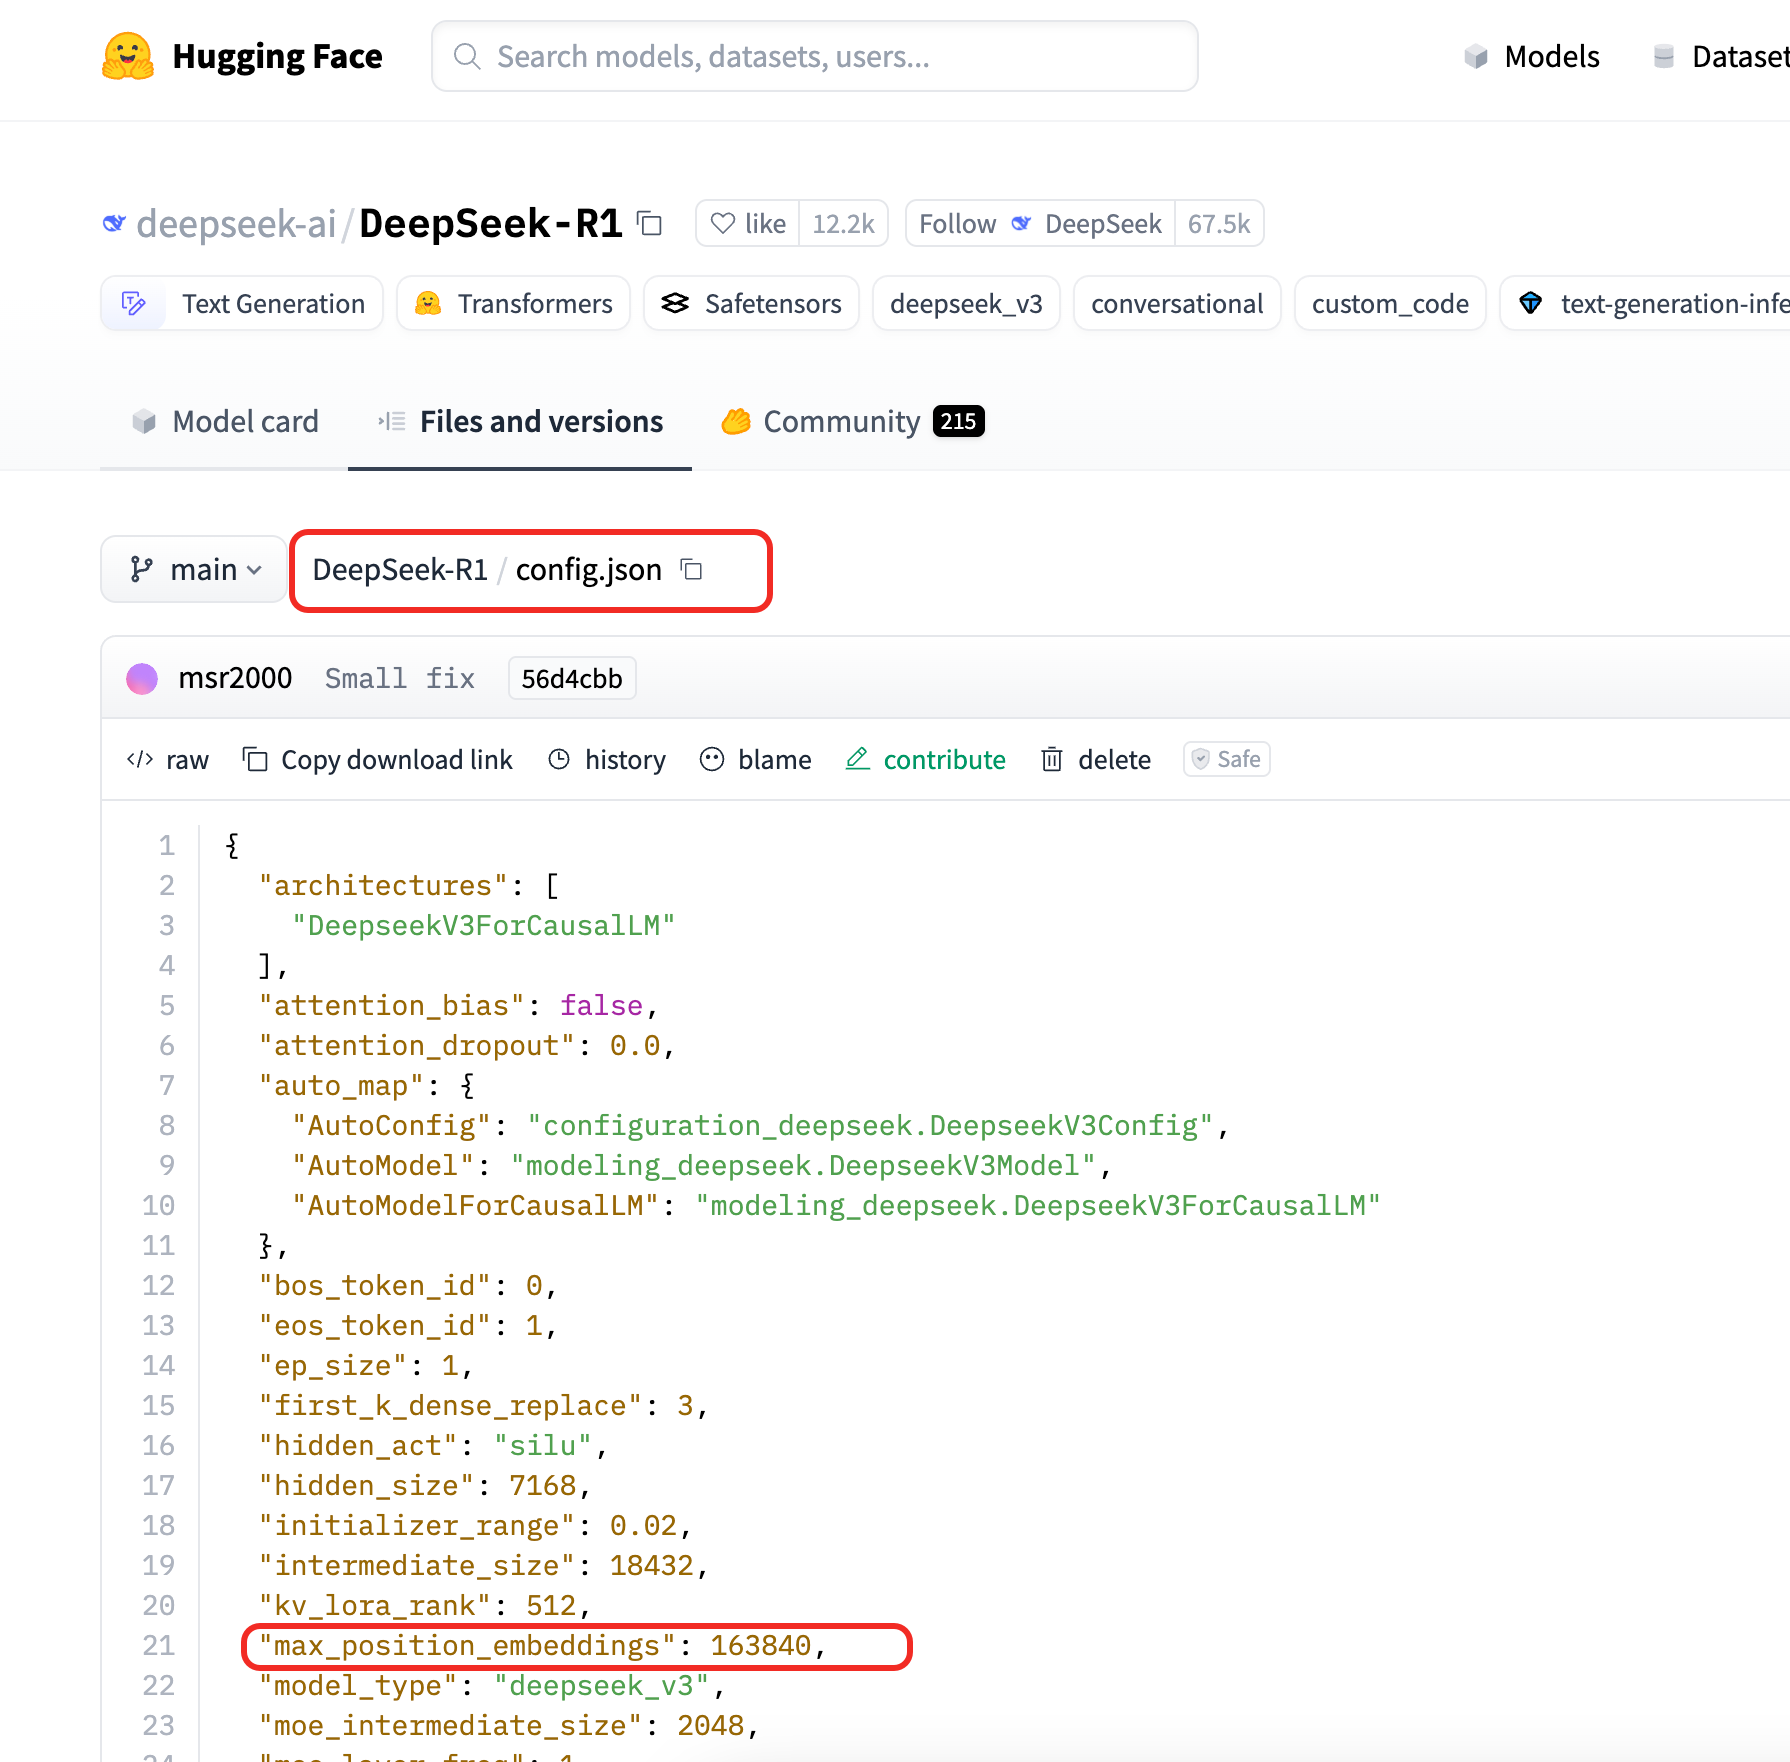 Hugging Face
Search models, datasets, users...
Models
Dataset
deepseek-ai/DeepSeek-R1
like 12.2k
Follow DeepSeek 67.5k
Text Generation
Transformers
Safetensors
deepseek_v3
conversational
custom_code
text-generation-infe
Model card
Files and versions
Community 215
main
DeepSeek-R1 / config.json
msr2000 Small fix 56d4cbb
</> raw
Copy download link
history
blame
contribute
delete
Safe
1 {
2 "architectures": [
3 "DeepseekV3ForCausalLM"
4 ],
5 "attention_bias": false,
6 "attention_dropout": 0.0,
7 "auto_map": {
8 "AutoConfig": "configuration_deepseek.DeepseekV3Config",
9 "AutoModel": "modeling_deepseek.DeepseekV3Model",
10 "AutoModelForCausalLM": "modeling_deepseek.DeepseekV3ForCausalLM"
11 },
12 "bos_token_id": 0,
13 "eos_token_id": 1,
14 "ep_size": 1,
15 "first_k_dense_replace": 3,
16 "hidden_act": "silu",
17 "hidden_size": 7168,
18 "initializer_range": 0.02,
19 "intermediate_size": 18432,
20 "kv_lora_rank": 512,
21 "max_position_embeddings": 163840,
22 "model_type": "deepseek_v3",
23 "moe_intermediate_size": 2048,